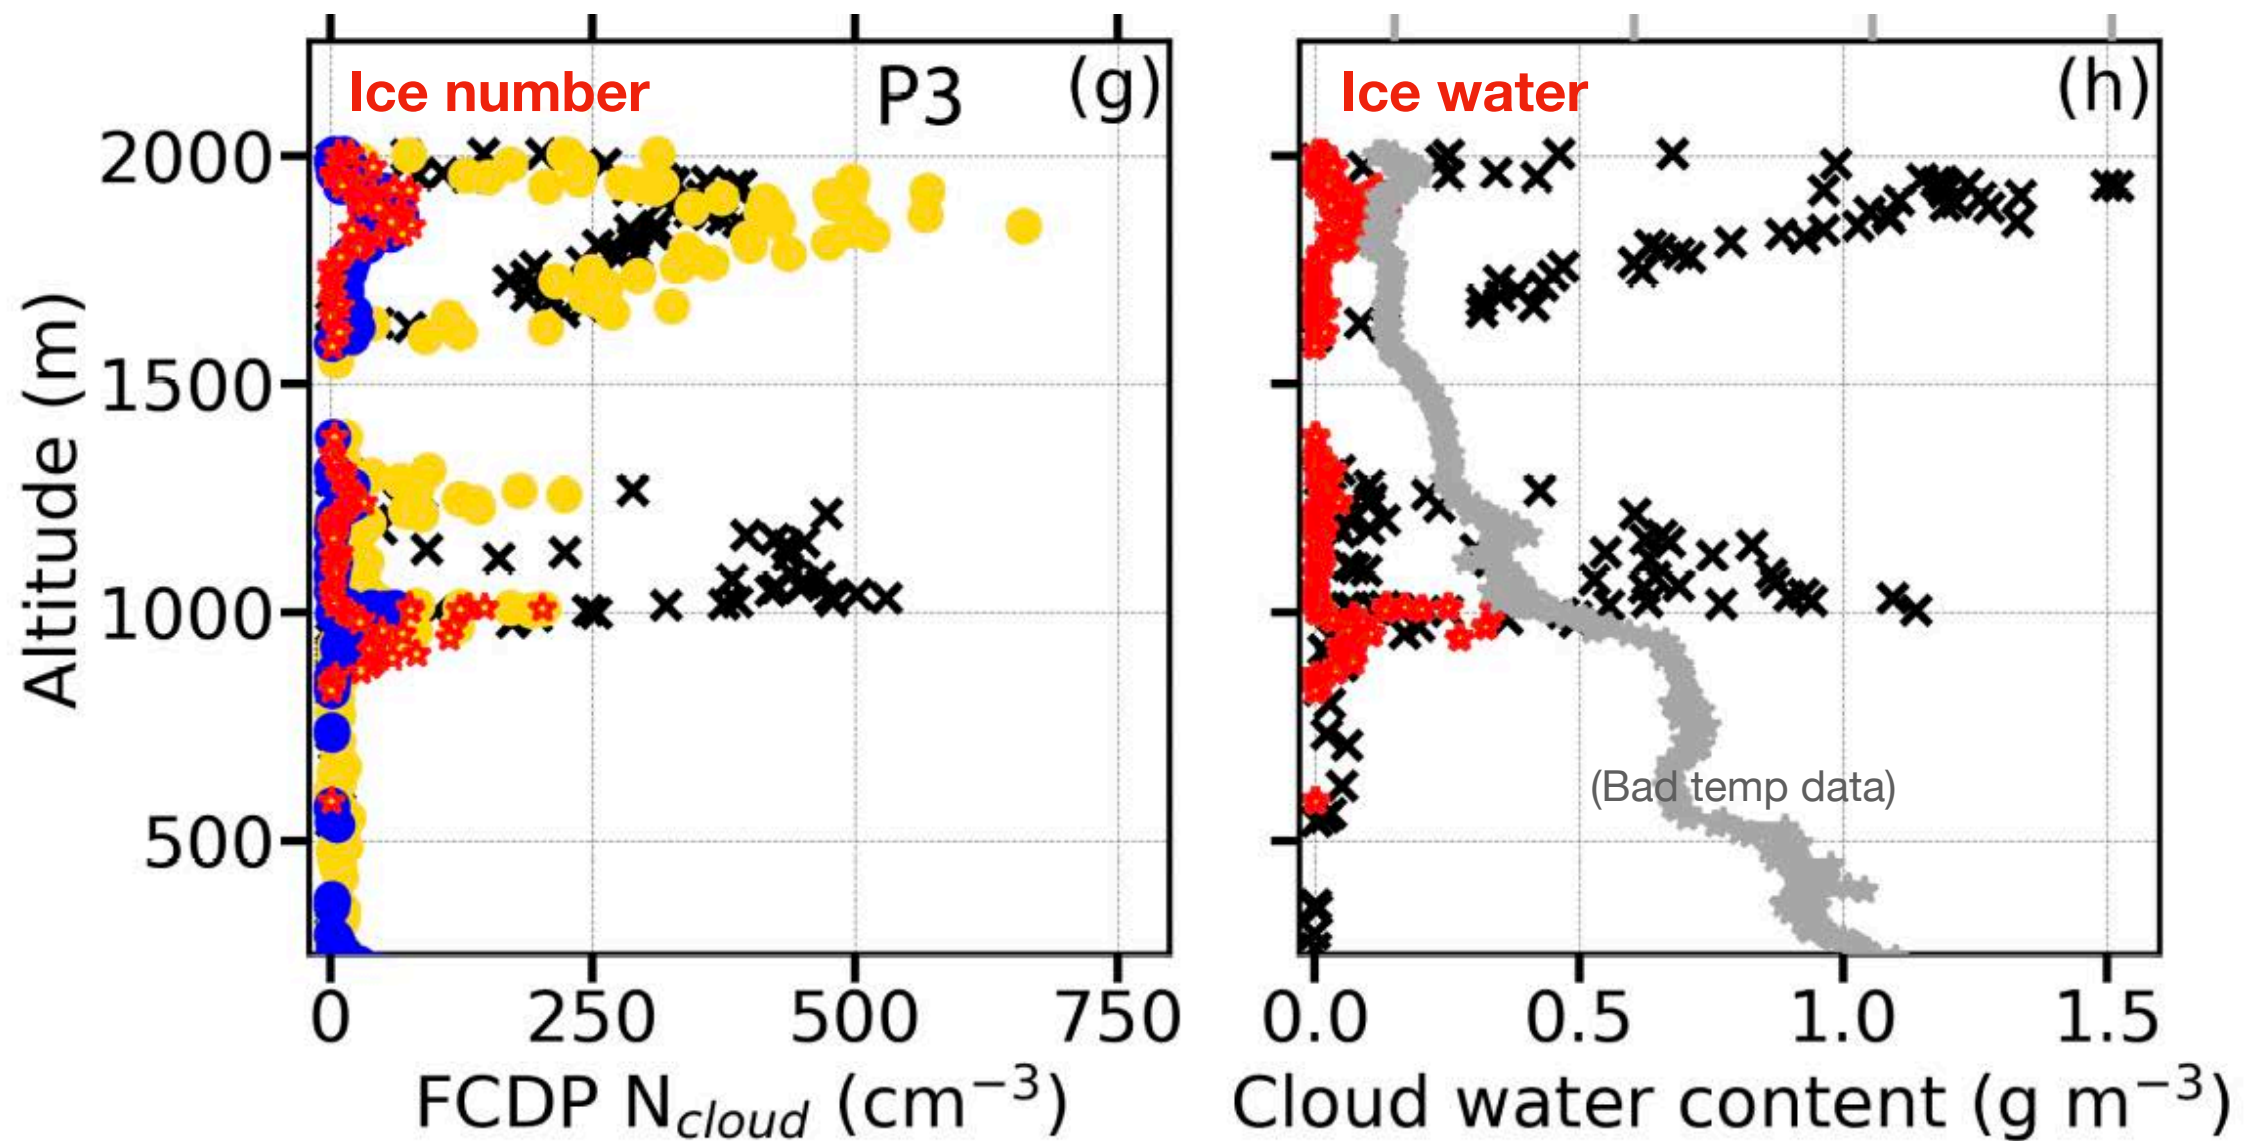 Ice number
P3
(g)
2000
1500
1000
500
Altitude (m)
0 250 500 750
FCDP N_cloud (cm⁻³)
Ice water
(h)
(Bad temp data)
0.0 0.5 1.0 1.5
Cloud water content (g m⁻³)